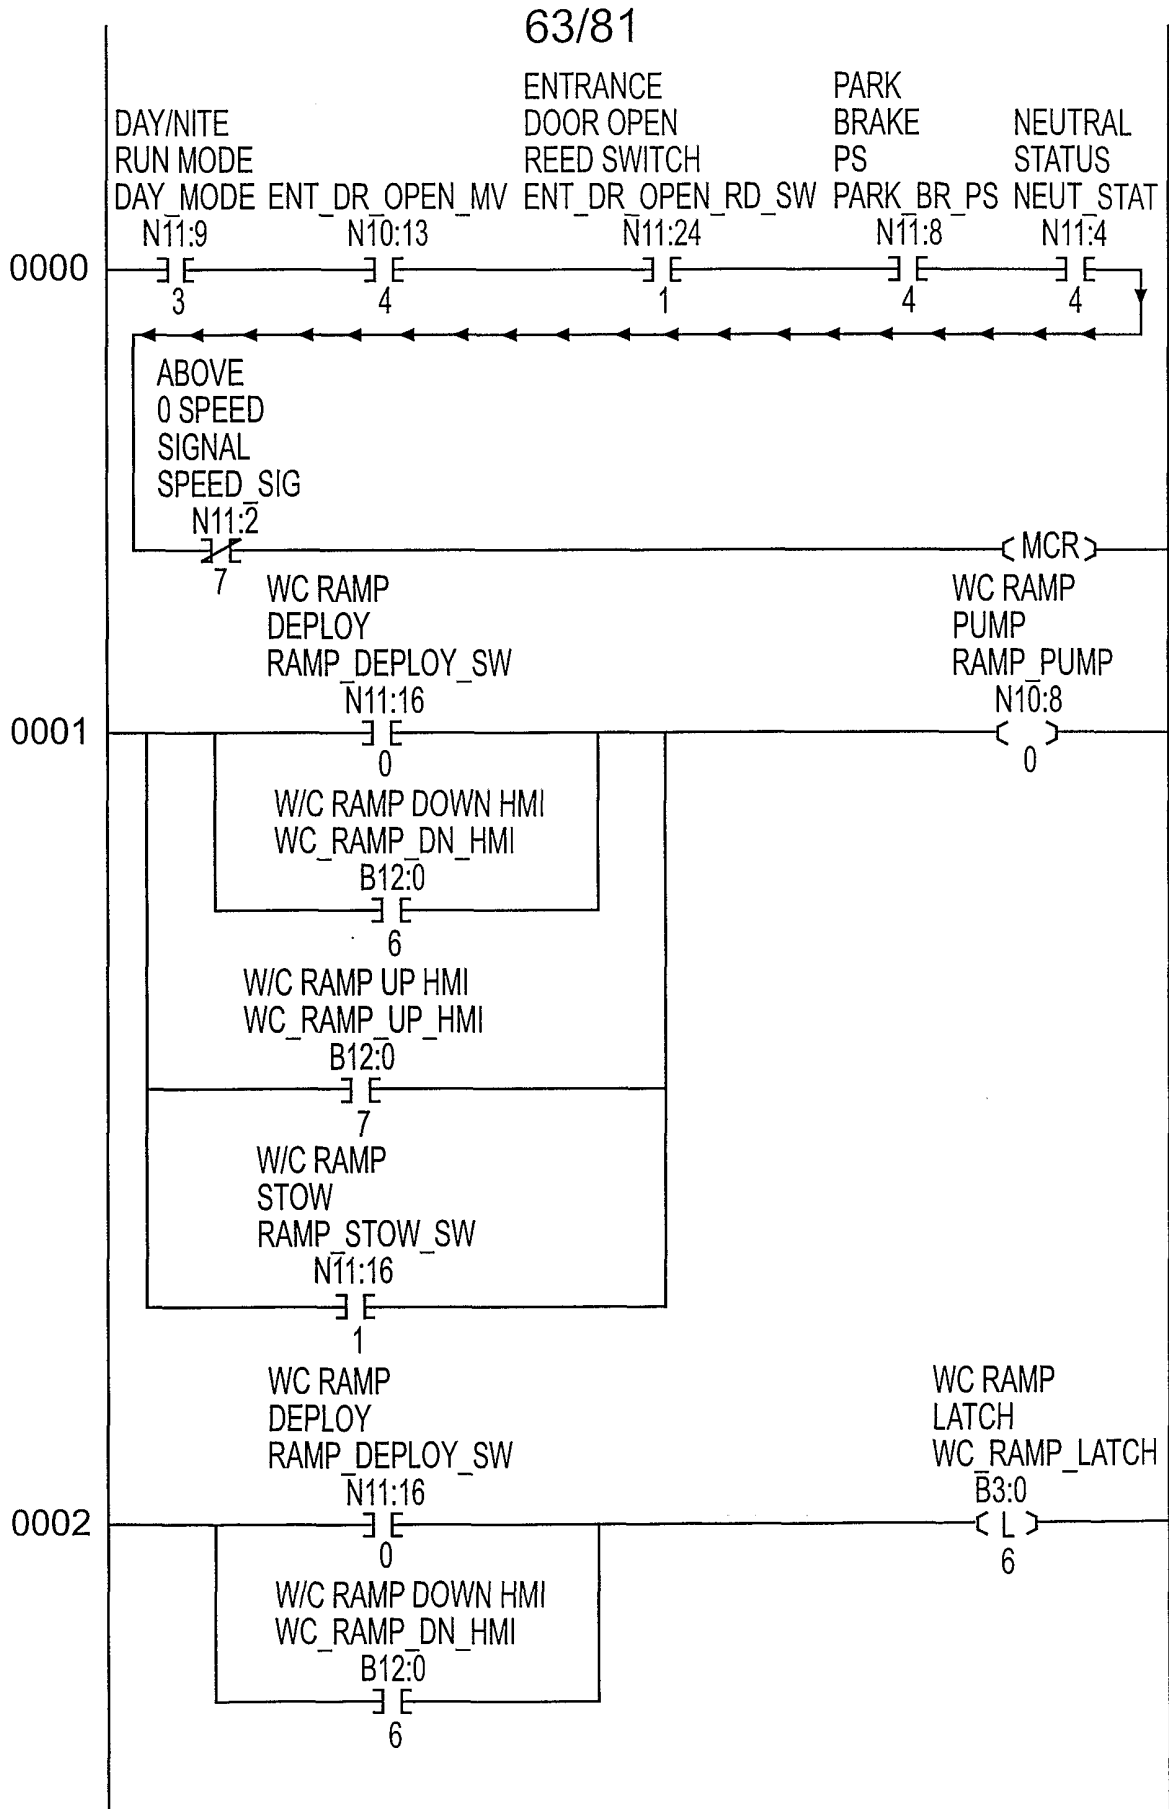 63/81
DAY/NITE
RUN MODE
DAY_MODE
N11:9
3
ENT_DR_OPEN_MV
N10:13
4
ENTRANCE
DOOR OPEN
REED SWITCH
ENT_DR_OPEN_RD_SW
N11:24
1
PARK
BRAKE
PS
PARK_BR_PS
N11:8
4
NEUTRAL
STATUS
NEUT_STAT
N11:4
4
0000
ABOVE
0 SPEED
SIGNAL
SPEED_SIG
N11:2
7
MCR
WC RAMP
DEPLOY
RAMP_DEPLOY_SW
N11:16
0
WC RAMP
PUMP
RAMP_PUMP
N10:8
0
0001
W/C RAMP DOWN HMI
WC_RAMP_DN_HMI
B12:0
6
W/C RAMP UP HMI
WC_RAMP_UP_HMI
B12:0
7
W/C RAMP
STOW
RAMP_STOW_SW
N11:16
1
WC RAMP
DEPLOY
RAMP_DEPLOY_SW
N11:16
0
WC RAMP
LATCH
WC_RAMP_LATCH
B3:0
L
6
0002
W/C RAMP DOWN HMI
WC_RAMP_DN_HMI
B12:0
6